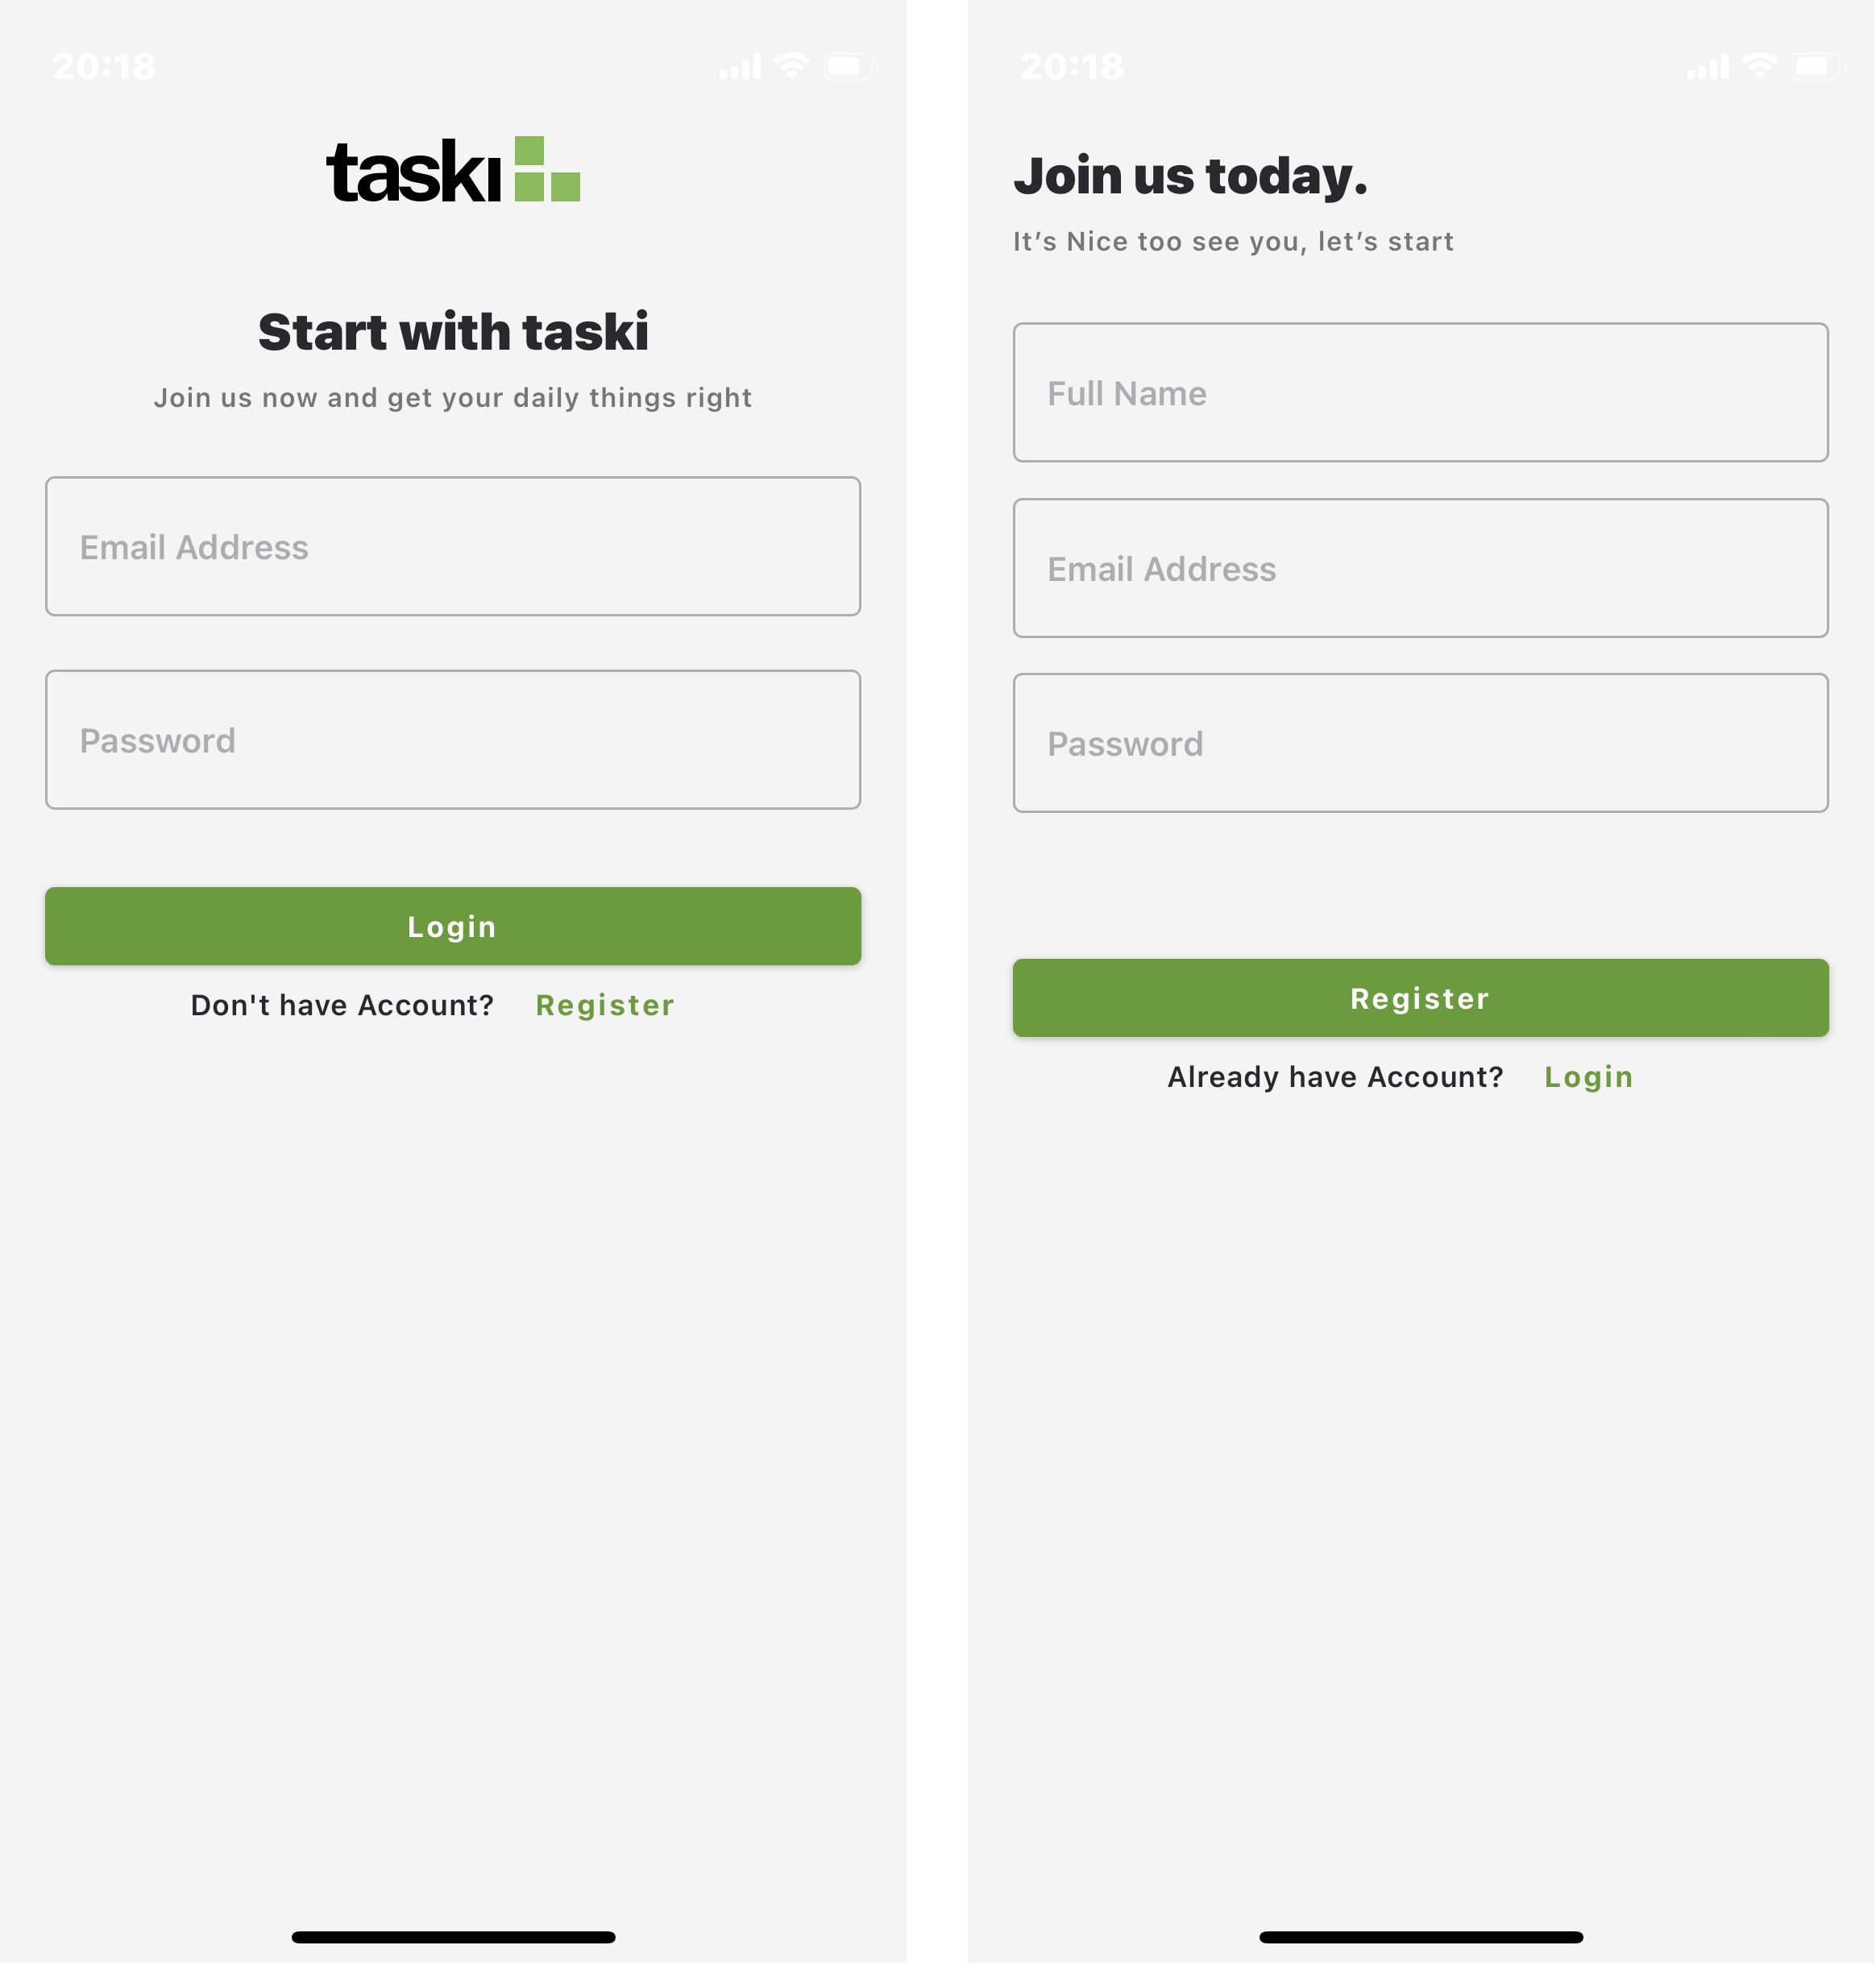 20:18
taskı
Start with taski
Join us now and get your daily things right
Email Address
Password
Login
Don't have Account? Register
20:18
Join us today.
It’s Nice too see you, let’s start
Full Name
Email Address
Password
Register
Already have Account? Login